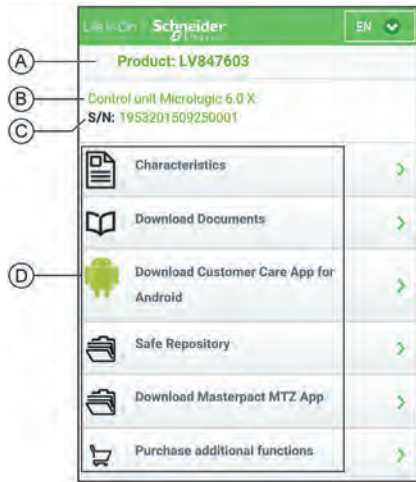 Life Is On | Schneider Electric EN
A Product: LV847603
B Control unit Micrologic 6.0 X
C S/N: 1953201509250001
Characteristics
Download Documents
D Download Customer Care App for
Android
Safe Repository
Download Masterpact MTZ App
Purchase additional functions